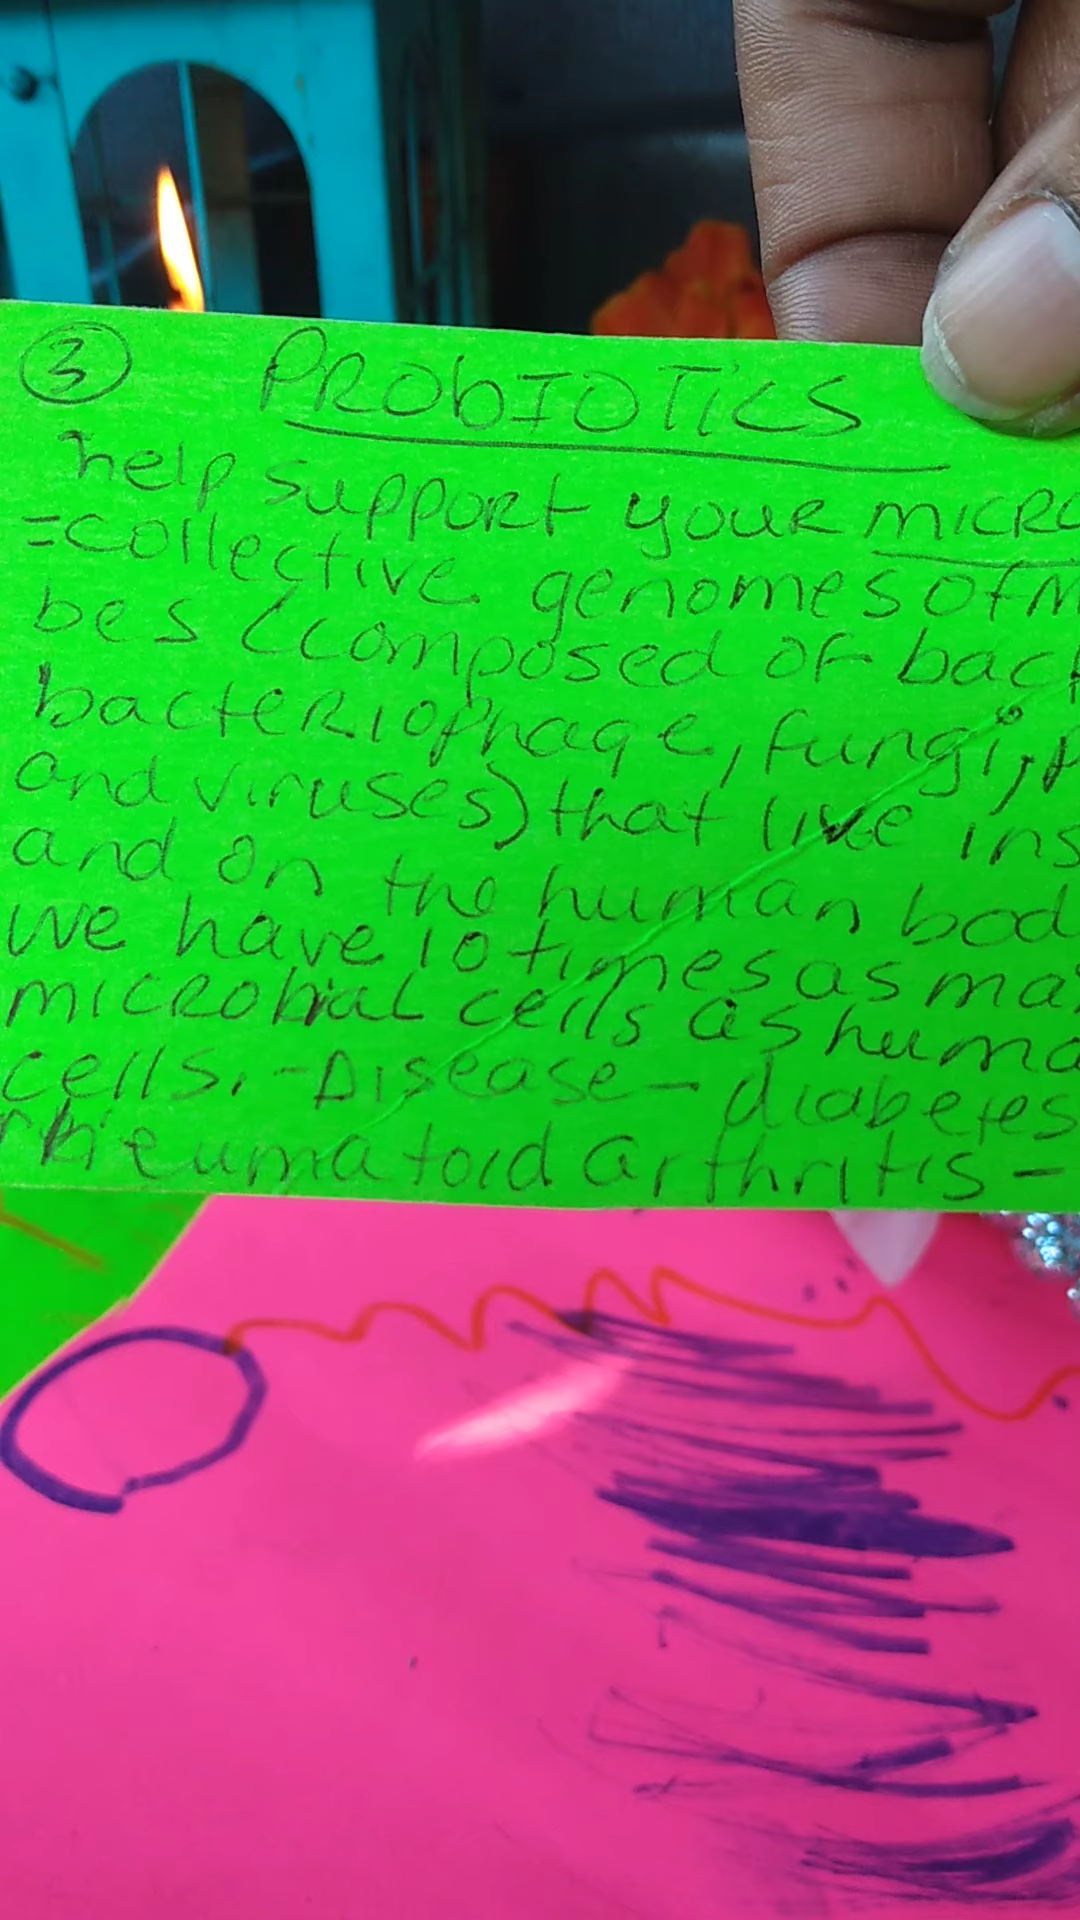 ③ PRObIOTiCS
help support your micro
=collective genomes of m
bes (composed of bact
bacteriophage, fungi, p
and viruses) that live ins
and on the human bod
we have 10 times as ma
microbial cells as huma
cells. - Disease - diabetes
rheumatoid arthritis -